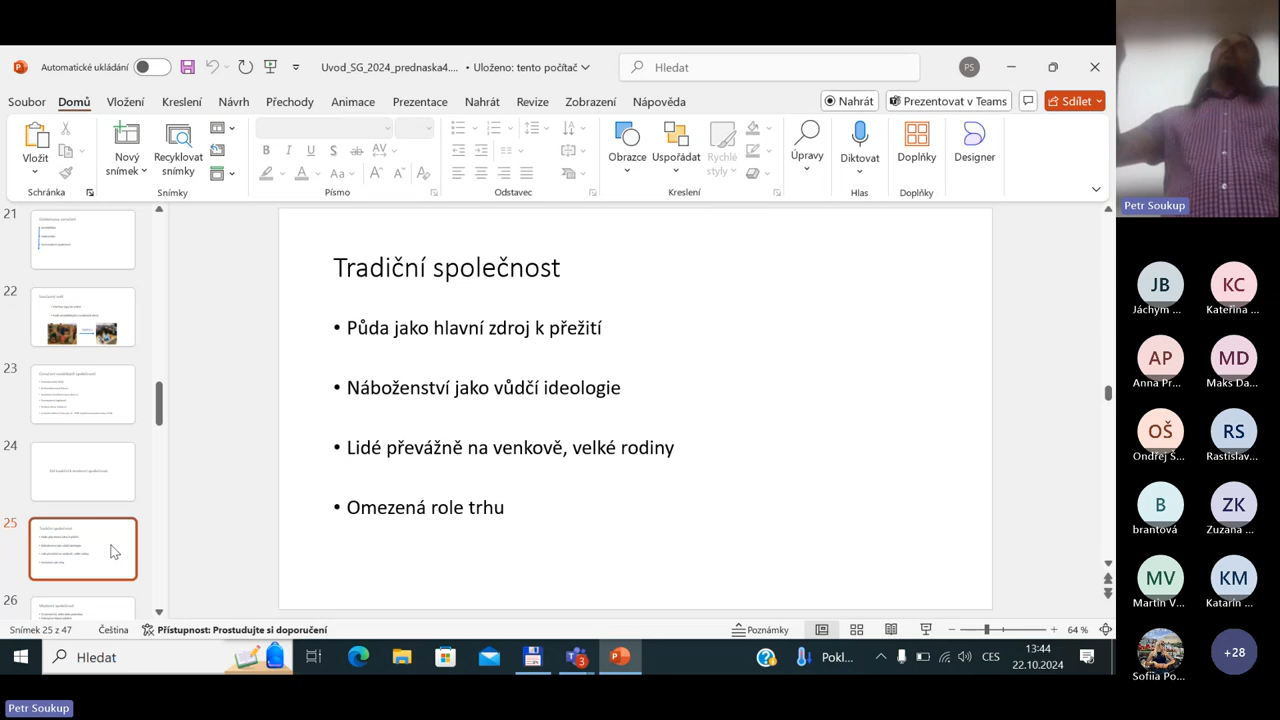 Automatické ukládání
Uvod_SG_2024_prednaska4.... • Uloženo: tento počítač
Hledat
PS
Soubor Domů Vložení Kreslení Návrh Přechody Animace Prezentace Nahrát Revize Zobrazení Nápověda
Nahrát
Prezentovat v Teams
Sdílet
Vložit
Nový snímek
Recyklovat snímky
Obrazce
Uspořádat
Rychlé styly
Úpravy
Diktovat
Doplňky
Designer
Schránka
Snímky
Písmo
Odstavec
Kreslení
Hlas
Doplňky
21
22
23
24
25
26
Tradiční společnost
• Půda jako hlavní zdroj k přežití
• Náboženství jako vůdčí ideologie
• Lidé převážně na venkově, velké rodiny
• Omezená role trhu
Snímek 25 z 47
Čeština
Přístupnost: Prostudujte si doporučení
Poznámky
64 %
Hledat
3
Pokl...
CES
13:44
22.10.2024
Petr Soukup
JB
Jáchym ...
KC
Kateřina ...
AP
Anna Pr...
MD
Maks Da...
OŠ
Ondřej Š...
RS
Rastislav...
B
brantová
ZK
Zuzana ...
MV
Martin V...
KM
Katarín ...
Sofiia Po...
+28
Petr Soukup